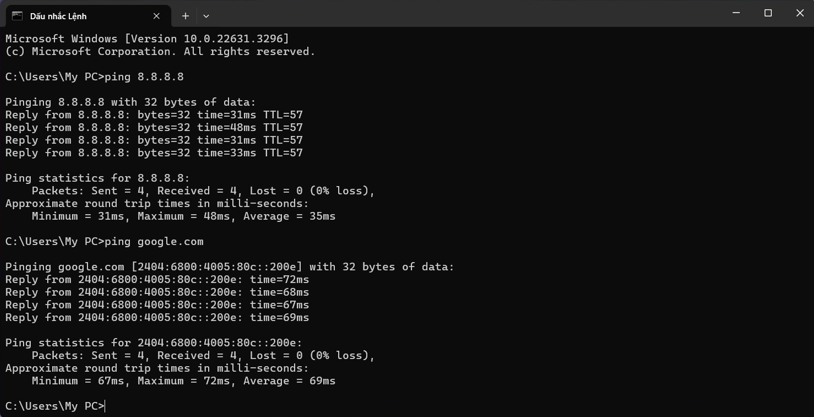 Dấu nhắc Lệnh
Microsoft Windows [Version 10.0.22631.3296]
(c) Microsoft Corporation. All rights reserved.
C:\Users\My PC>ping 8.8.8.8
Pinging 8.8.8.8 with 32 bytes of data:
Reply from 8.8.8.8: bytes=32 time=31ms TTL=57
Reply from 8.8.8.8: bytes=32 time=48ms TTL=57
Reply from 8.8.8.8: bytes=32 time=31ms TTL=57
Reply from 8.8.8.8: bytes=32 time=33ms TTL=57
Ping statistics for 8.8.8.8:
    Packets: Sent = 4, Received = 4, Lost = 0 (0% loss),
Approximate round trip times in milli-seconds:
    Minimum = 31ms, Maximum = 48ms, Average = 35ms
C:\Users\My PC>ping google.com
Pinging google.com [2404:6800:4005:80c::200e] with 32 bytes of data:
Reply from 2404:6800:4005:80c::200e: time=72ms
Reply from 2404:6800:4005:80c::200e: time=68ms
Reply from 2404:6800:4005:80c::200e: time=67ms
Reply from 2404:6800:4005:80c::200e: time=69ms
Ping statistics for 2404:6800:4005:80c::200e:
    Packets: Sent = 4, Received = 4, Lost = 0 (0% loss),
Approximate round trip times in milli-seconds:
    Minimum = 67ms, Maximum = 72ms, Average = 69ms
C:\Users\My PC>